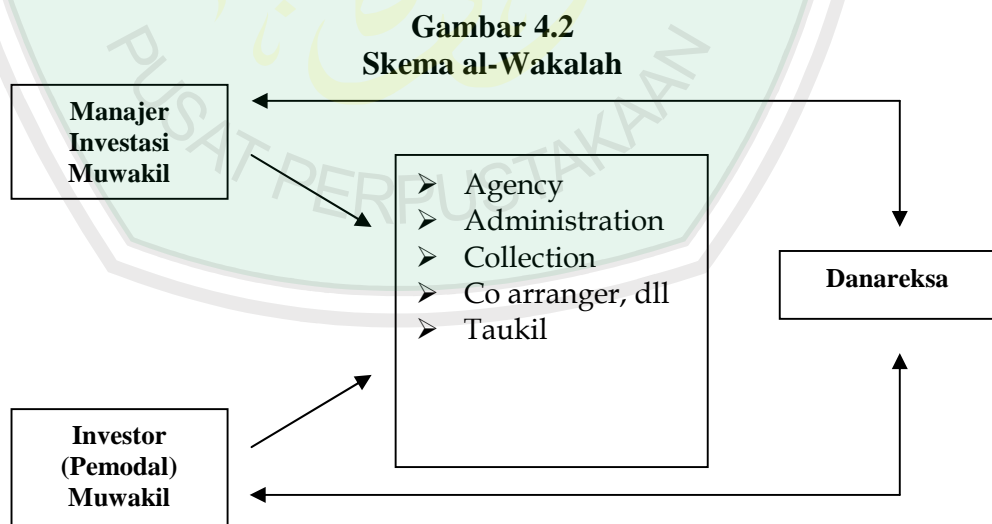 Gambar 4.2
Skema al-Wakalah
Manajer
Investasi
Muwakil
➢ Agency
➢ Administration
➢ Collection
➢ Co arranger, dll
➢ Taukil
Danareksa
Investor
(Pemodal)
Muwakil
PUSAT PERPUSTAKAAN